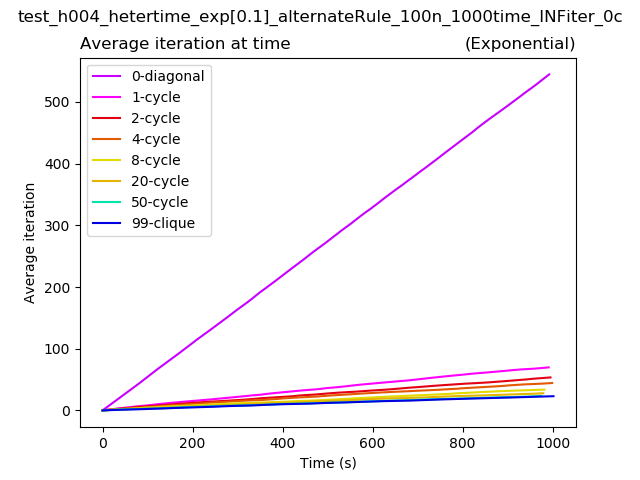 test_h004_hetertime_exp[0.1]_alternateRule_100n_1000time_INFiter_0c
Average iteration at time (Exponential)
0-diagonal
1-cycle
2-cycle
4-cycle
8-cycle
20-cycle
50-cycle
99-clique
500
400
300
200
100
0
Average iteration
0 200 400 600 800 1000
Time (s)